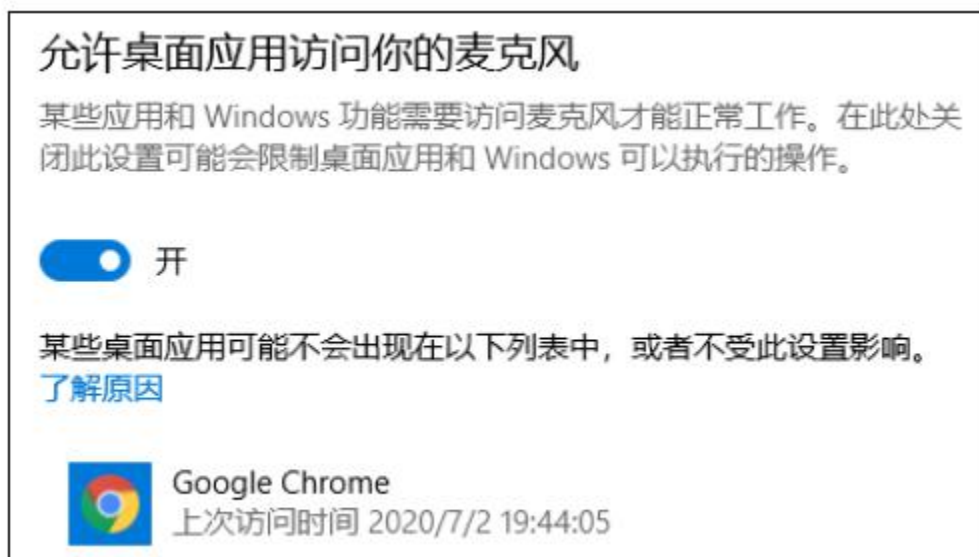 允许桌面应用访问你的麦克风
某些应用和 Windows 功能需要访问麦克风才能正常工作。在此处关
闭此设置可能会限制桌面应用和 Windows 可以执行的操作。
开
某些桌面应用可能不会出现在以下列表中，或者不受此设置影响。
了解原因
Google Chrome
上次访问时间 2020/7/2 19:44:05